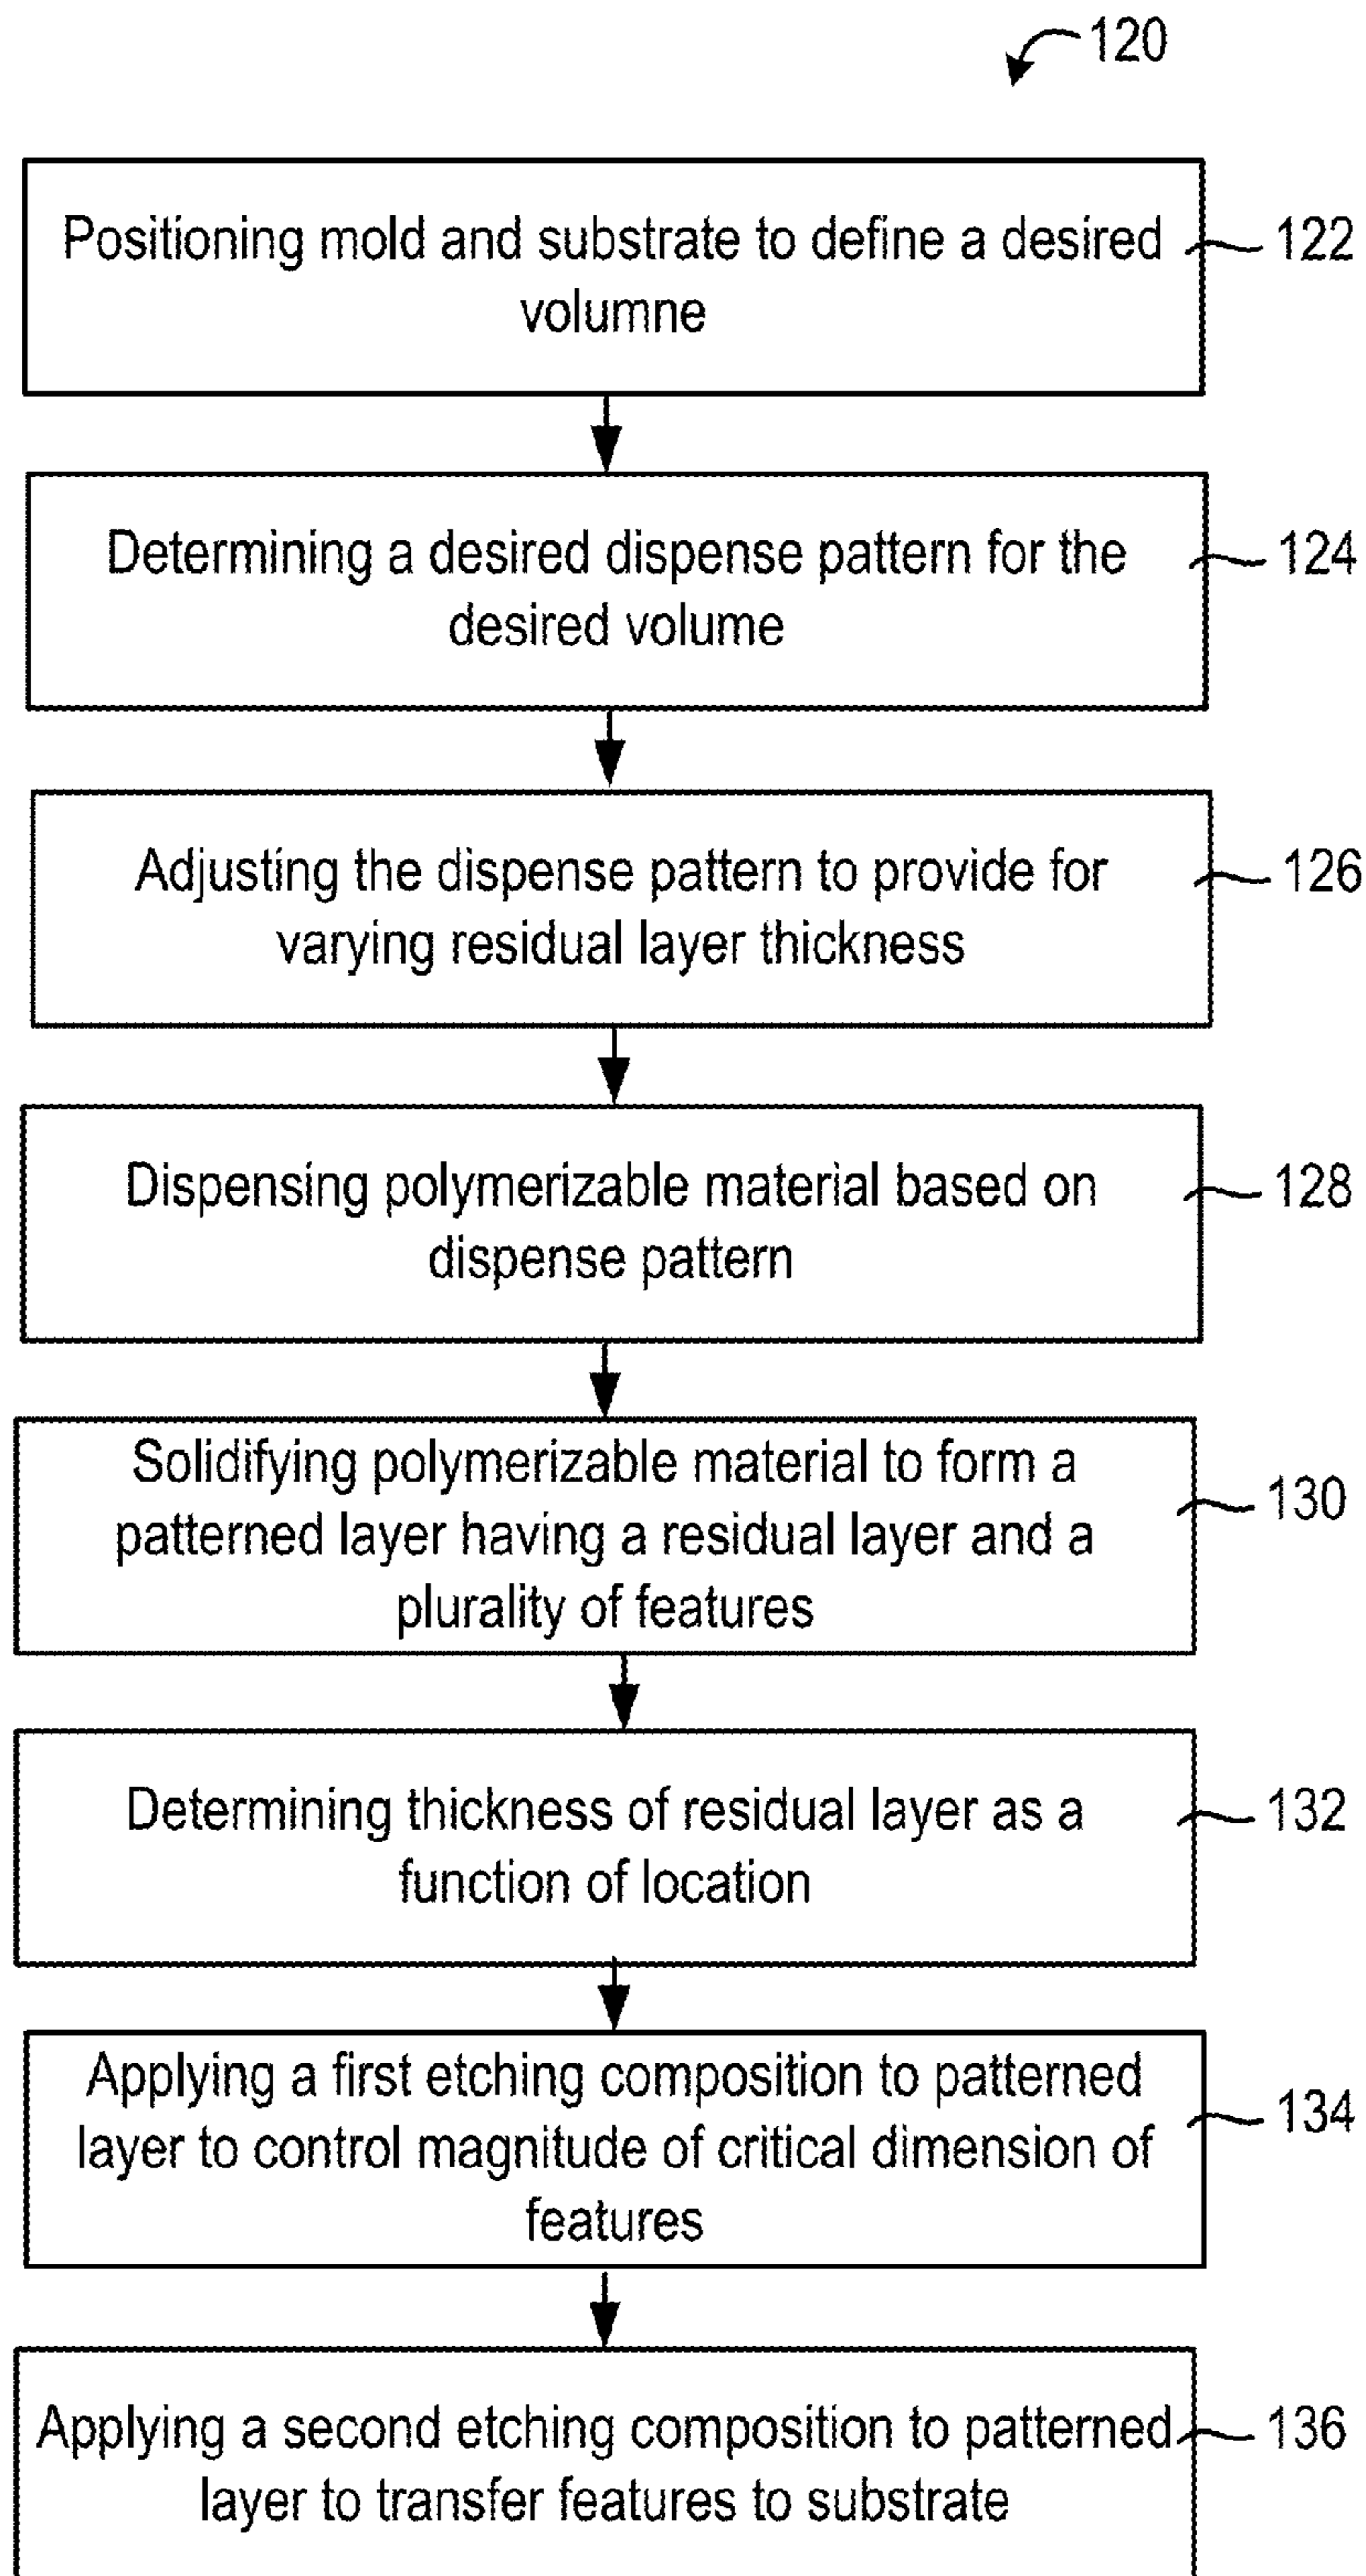 120
Positioning mold and substrate to define a desired
volumne
122
Determining a desired dispense pattern for the
desired volume
124
Adjusting the dispense pattern to provide for
varying residual layer thickness
126
Dispensing polymerizable material based on
dispense pattern
128
Solidifying polymerizable material to form a
patterned layer having a residual layer and a
plurality of features
130
Determining thickness of residual layer as a
function of location
132
Applying a first etching composition to patterned
layer to control magnitude of critical dimension of
features
134
Applying a second etching composition to patterned
layer to transfer features to substrate
136